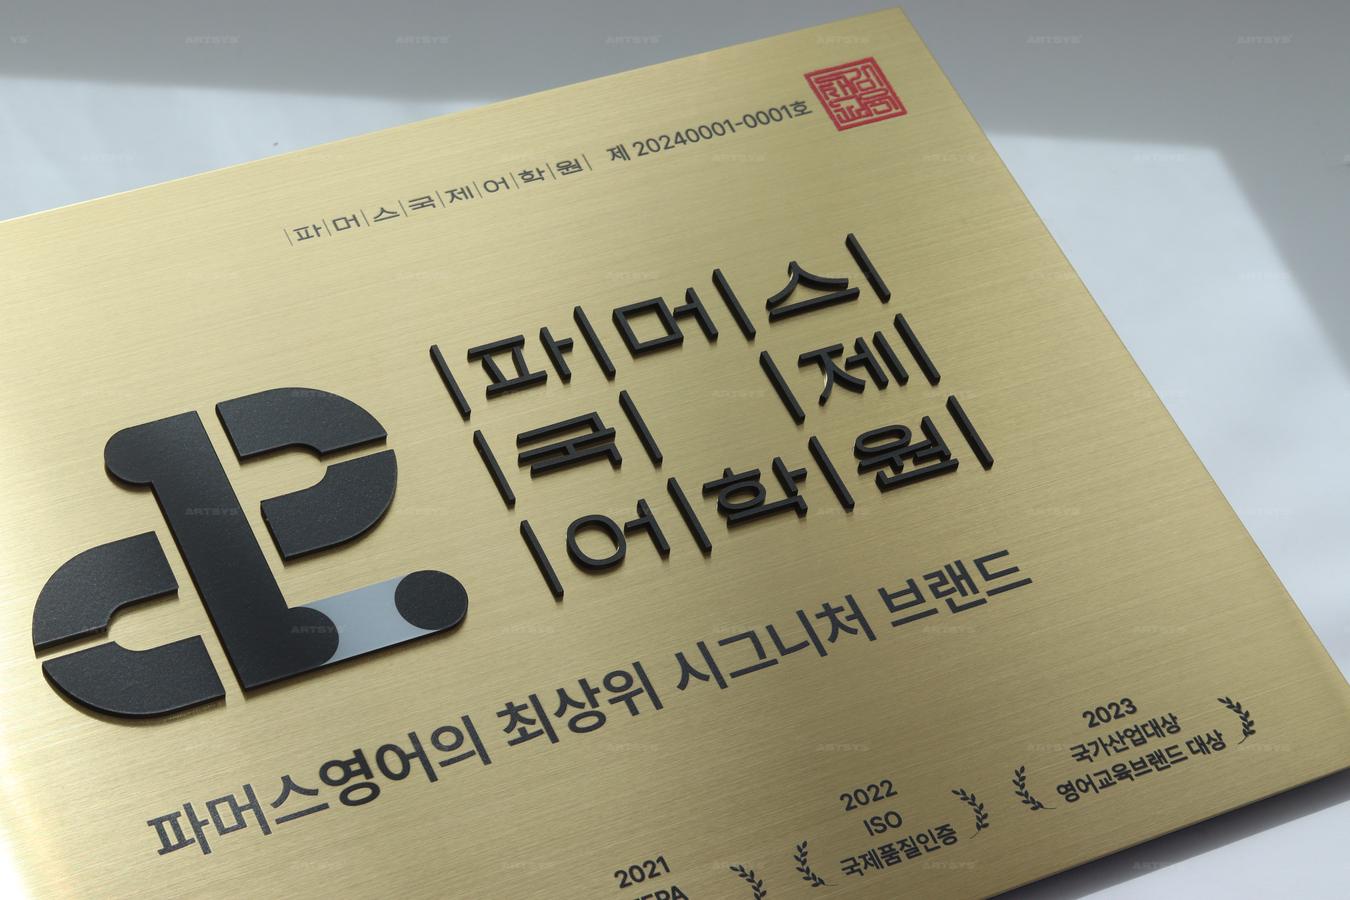 |파|머|스|국|제|어|학|원| 제 20240001-0001호
|파|머|스|
|국| |제|
|어|학|원|
파머스영어의 최상위 시그니처 브랜드
2021
2022
ISO
국제품질인증
2023
국가산업대상
영어교육브랜드 대상
ARTSYS